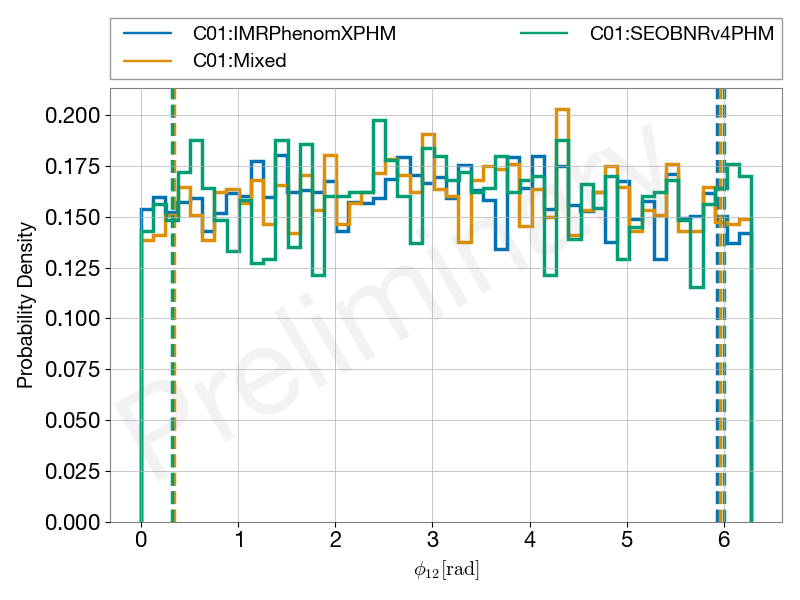 C01:IMRPhenomXPHM
C01:SEOBNRv4PHM
C01:Mixed
0.200
0.175
0.150
0.125
0.100
0.075
0.050
0.025
0.000
Probability Density
Preliminary
0 1 2 3 4 5 6
ϕ₁₂[rad]